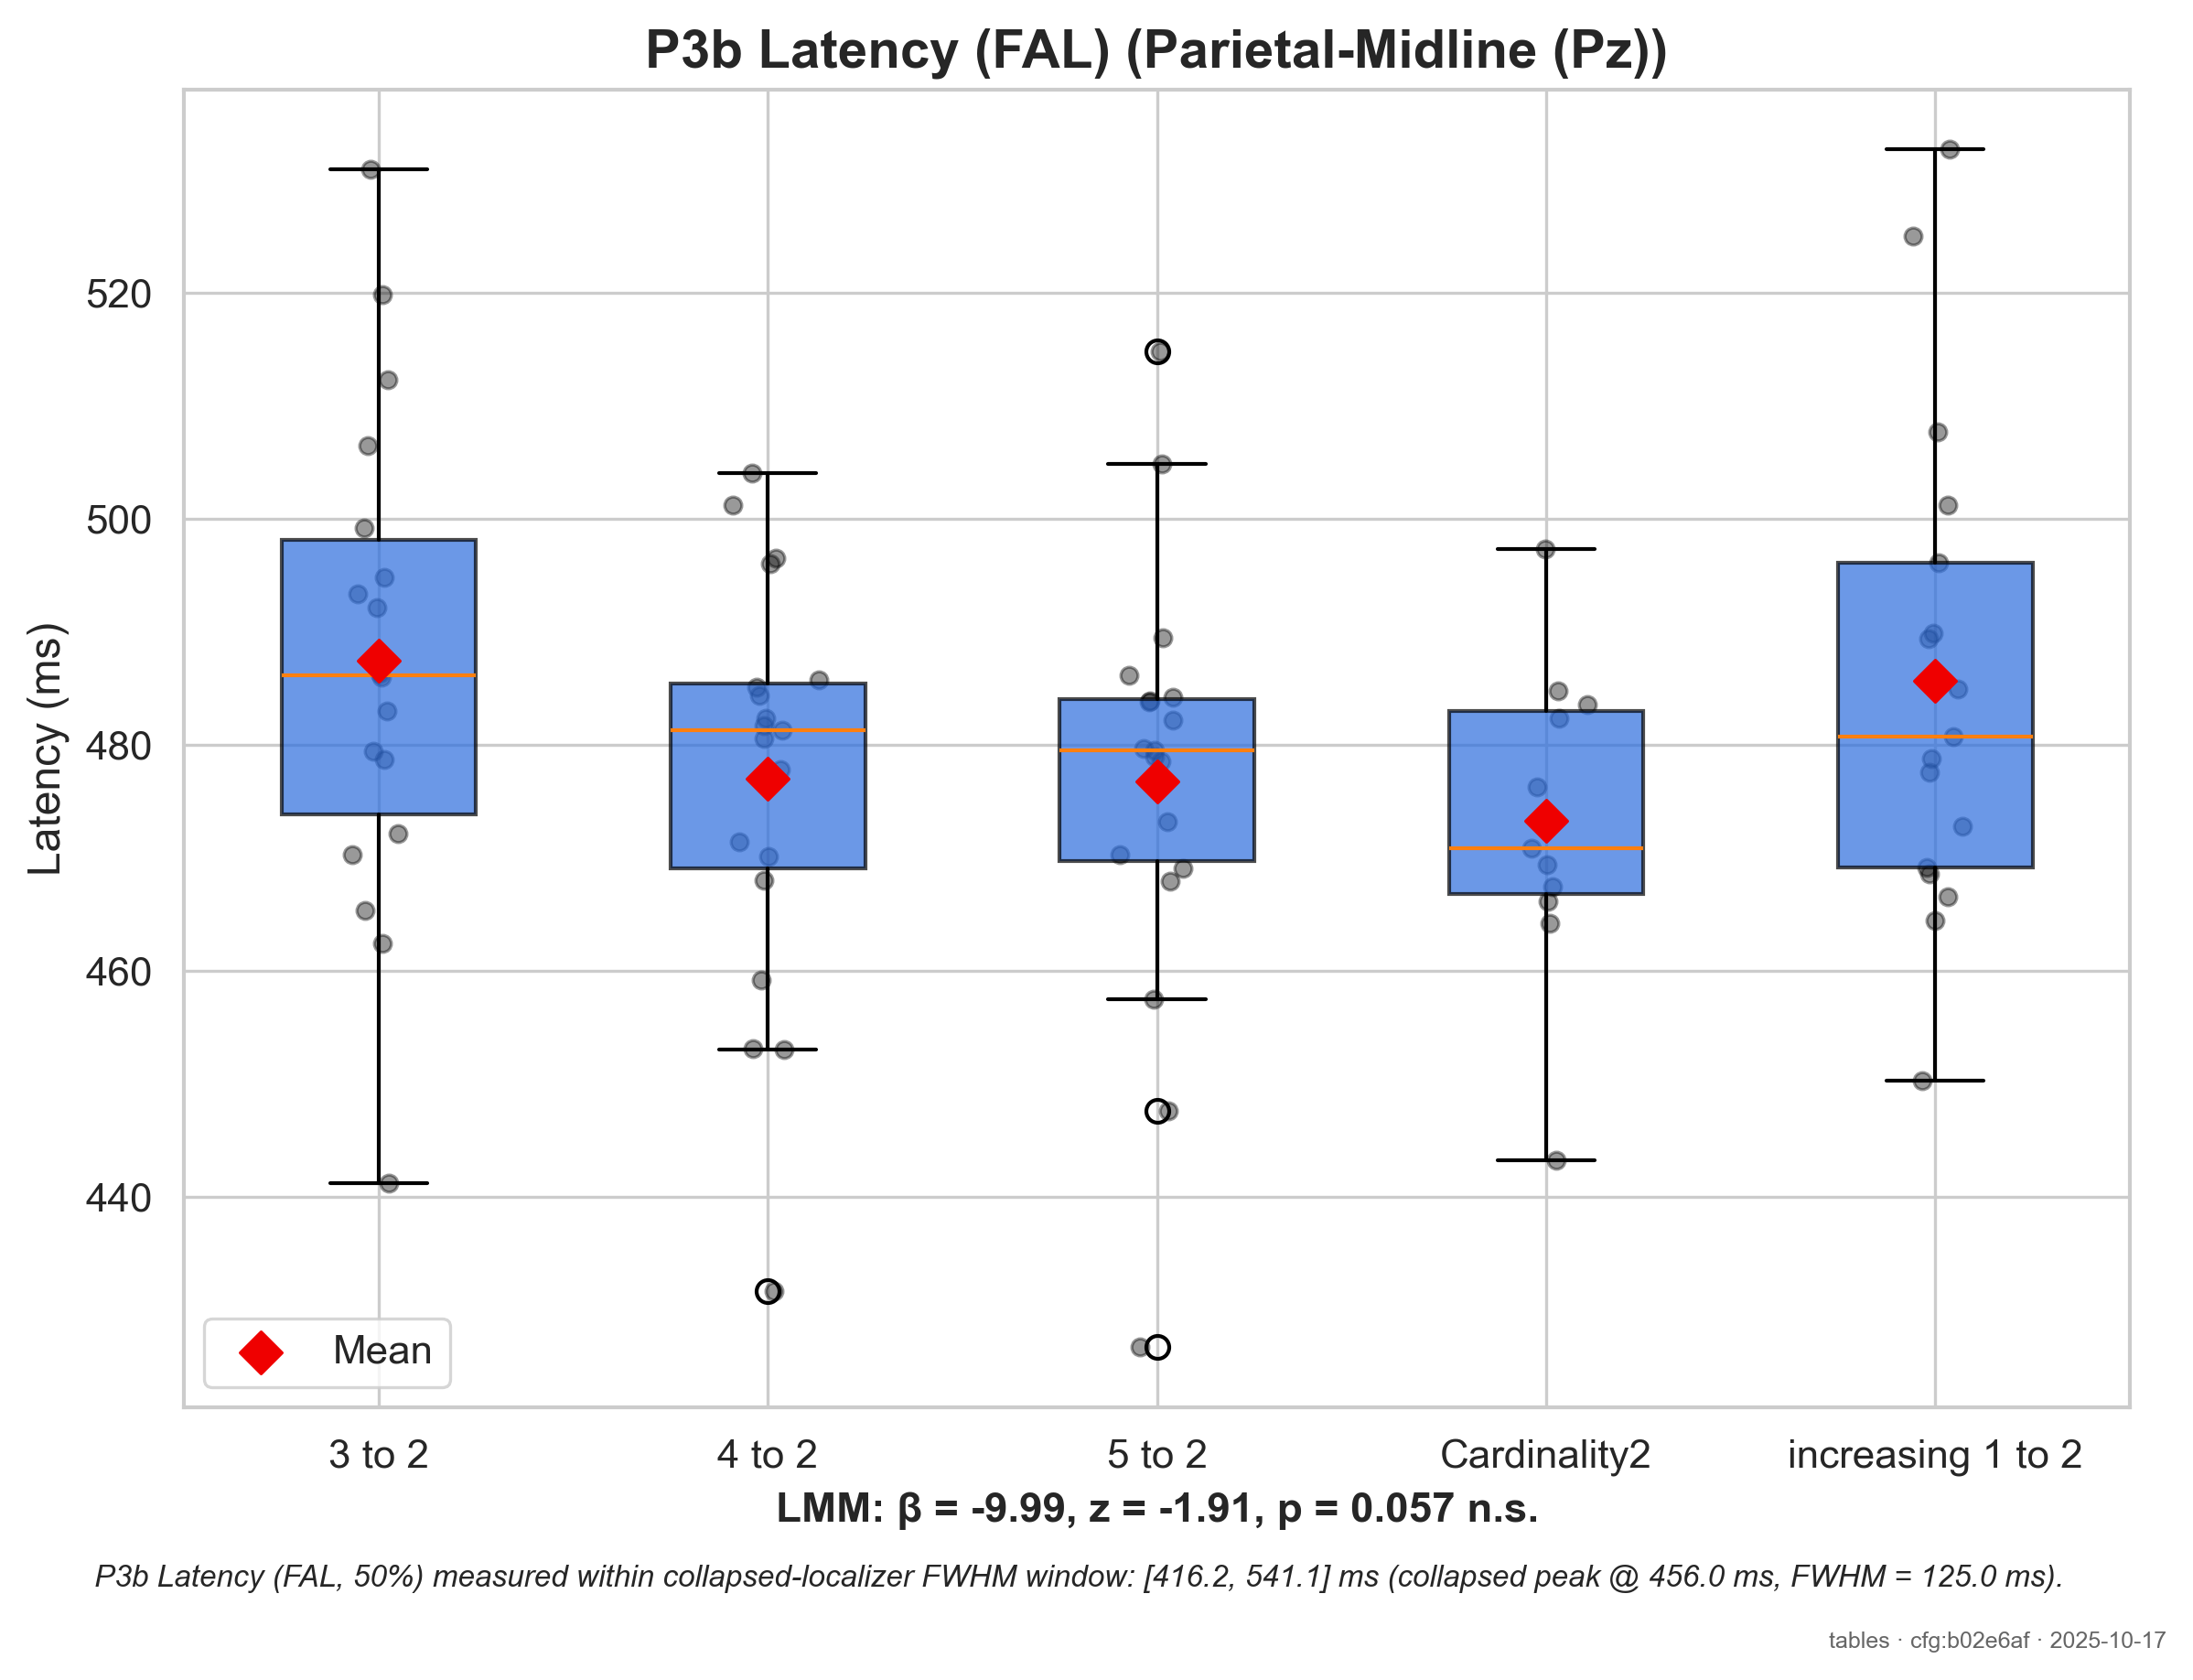 P3b Latency (FAL) (Parietal-Midline (Pz))
Latency (ms)
520
500
480
460
440
Mean
3 to 2
4 to 2
5 to 2
Cardinality2
increasing 1 to 2
LMM: β = -9.99, z = -1.91, p = 0.057 n.s.
P3b Latency (FAL, 50%) measured within collapsed-localizer FWHM window: [416.2, 541.1] ms (collapsed peak @ 456.0 ms, FWHM = 125.0 ms).
tables · cfg:b02e6af · 2025-10-17